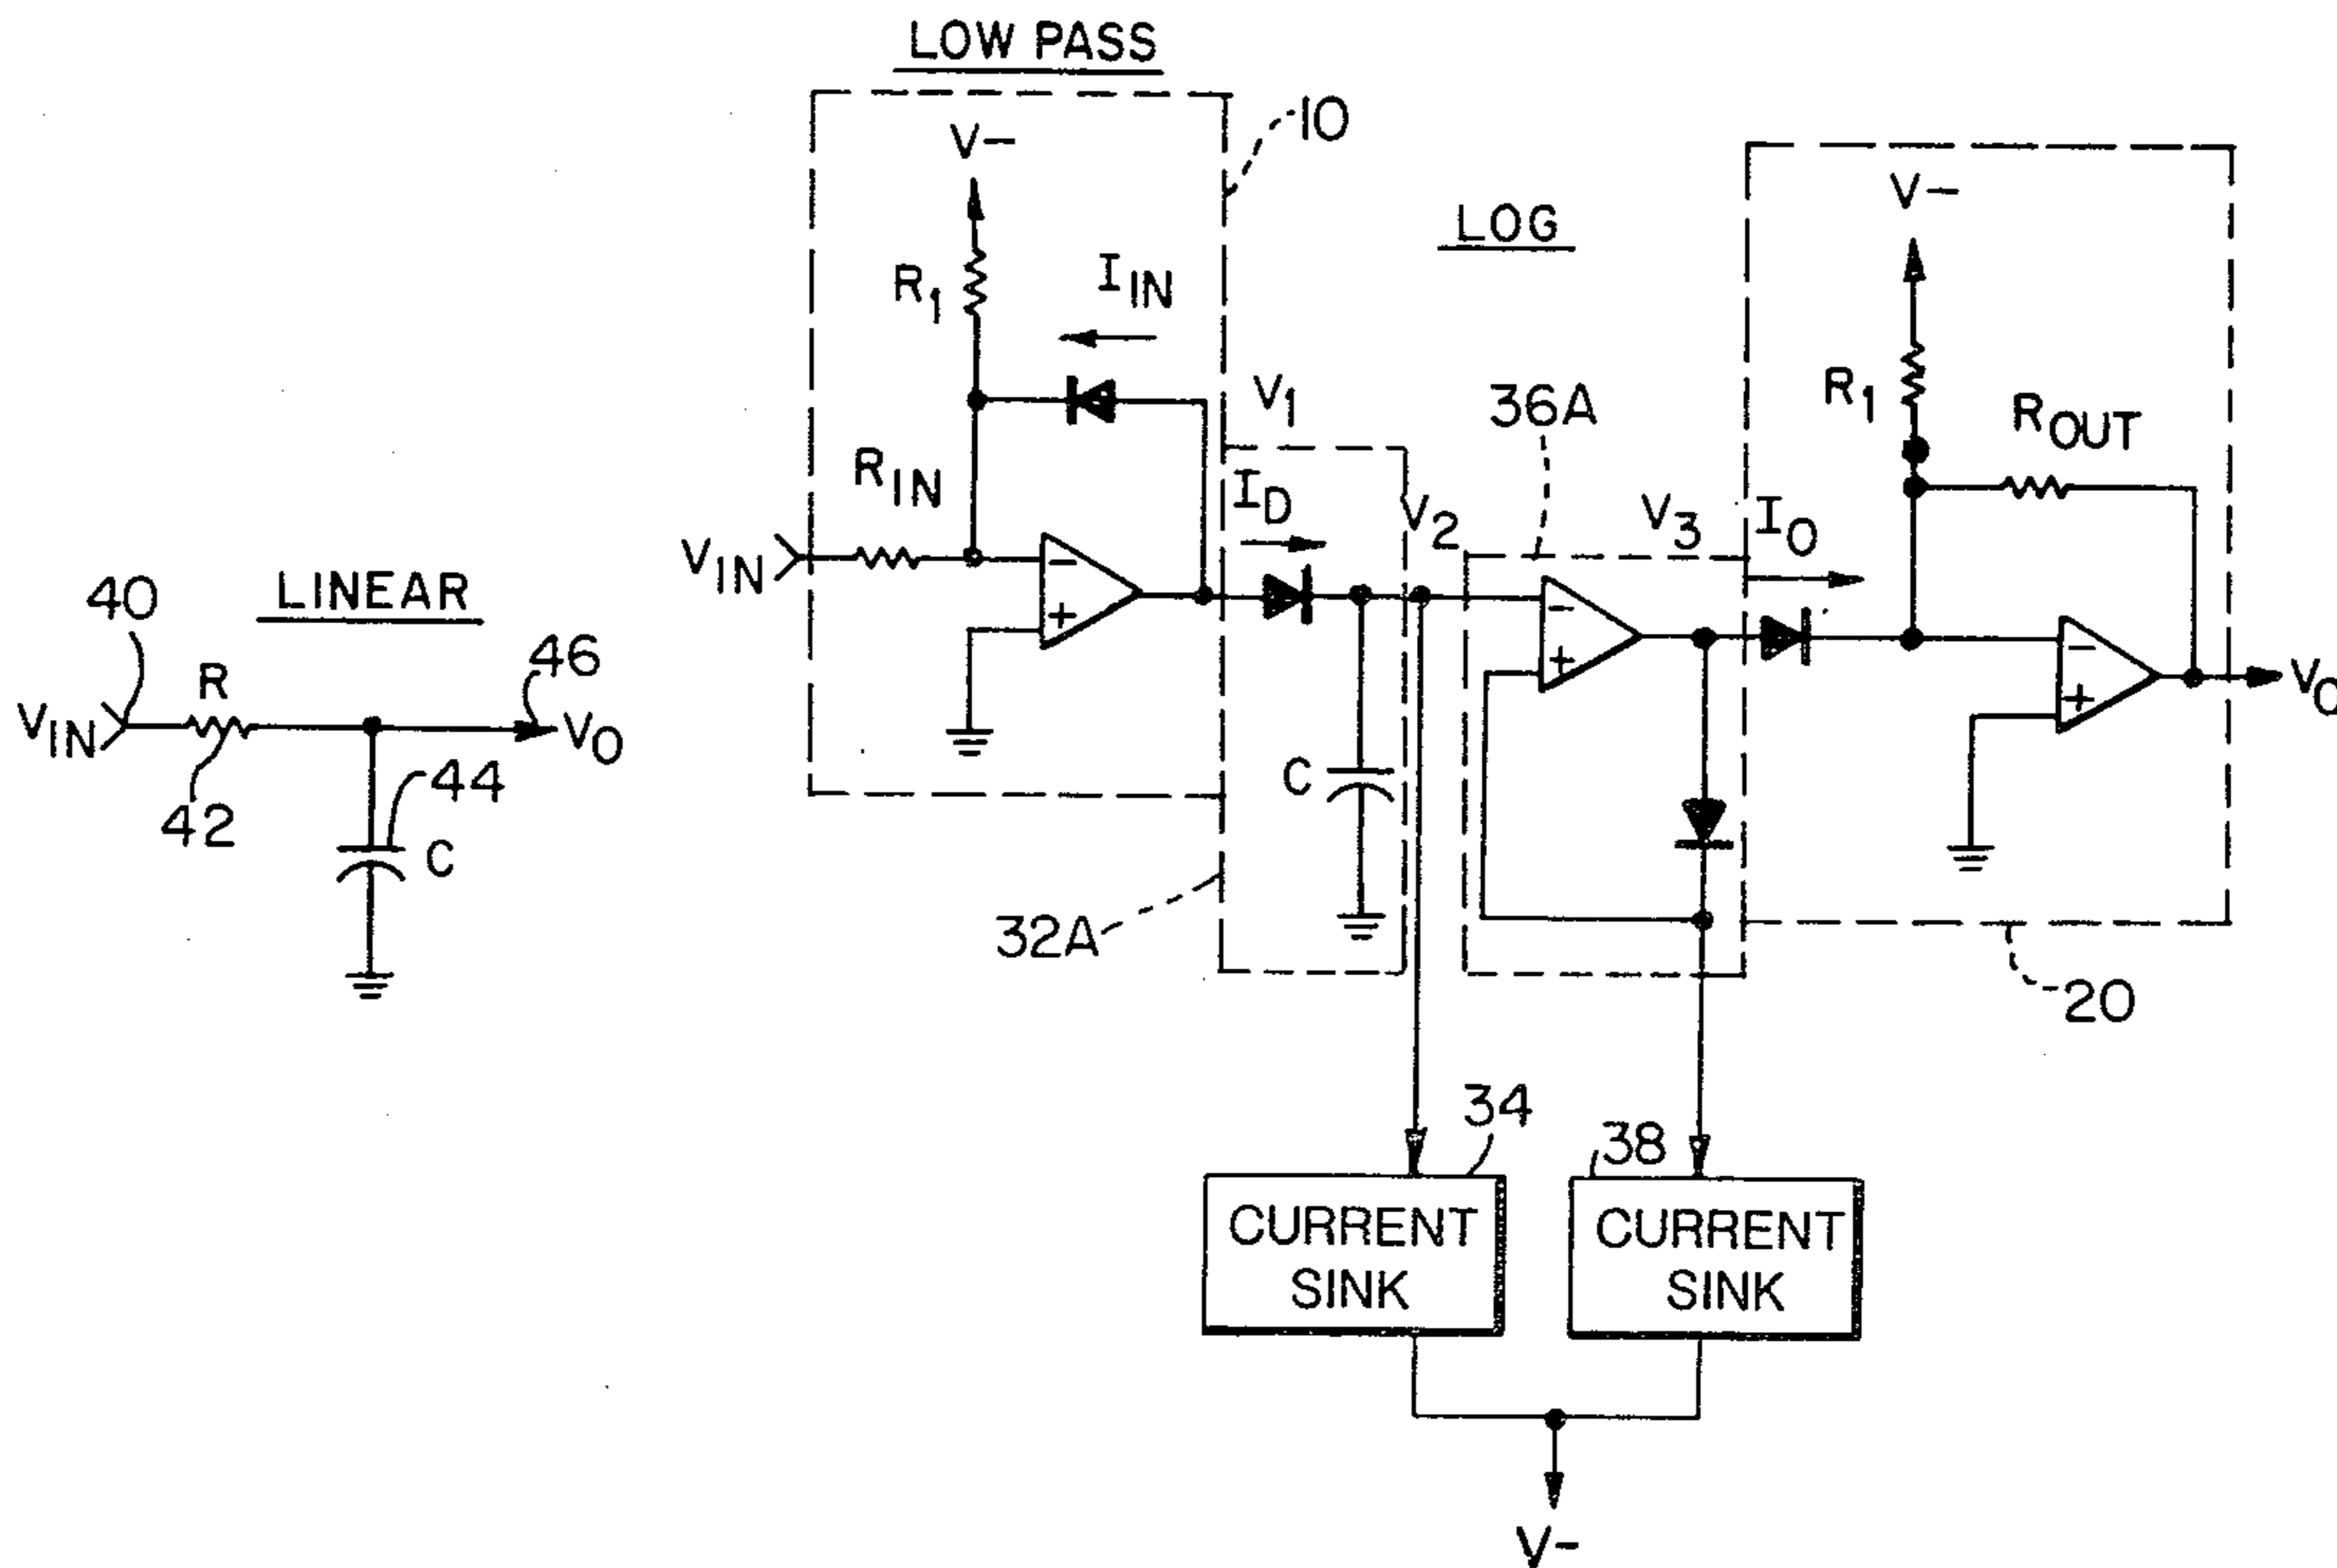 LOW PASS
LINEAR
40
VIN
R
42
44
C
46
VO
LOG
10
V-
R1
IIN
RIN
VIN
V1
ID
V2
C
32A
36A
V3
IO
V-
R1
ROUT
VO
20
34
CURRENT
SINK
38
CURRENT
SINK
V-
-
+
-
+
-
+